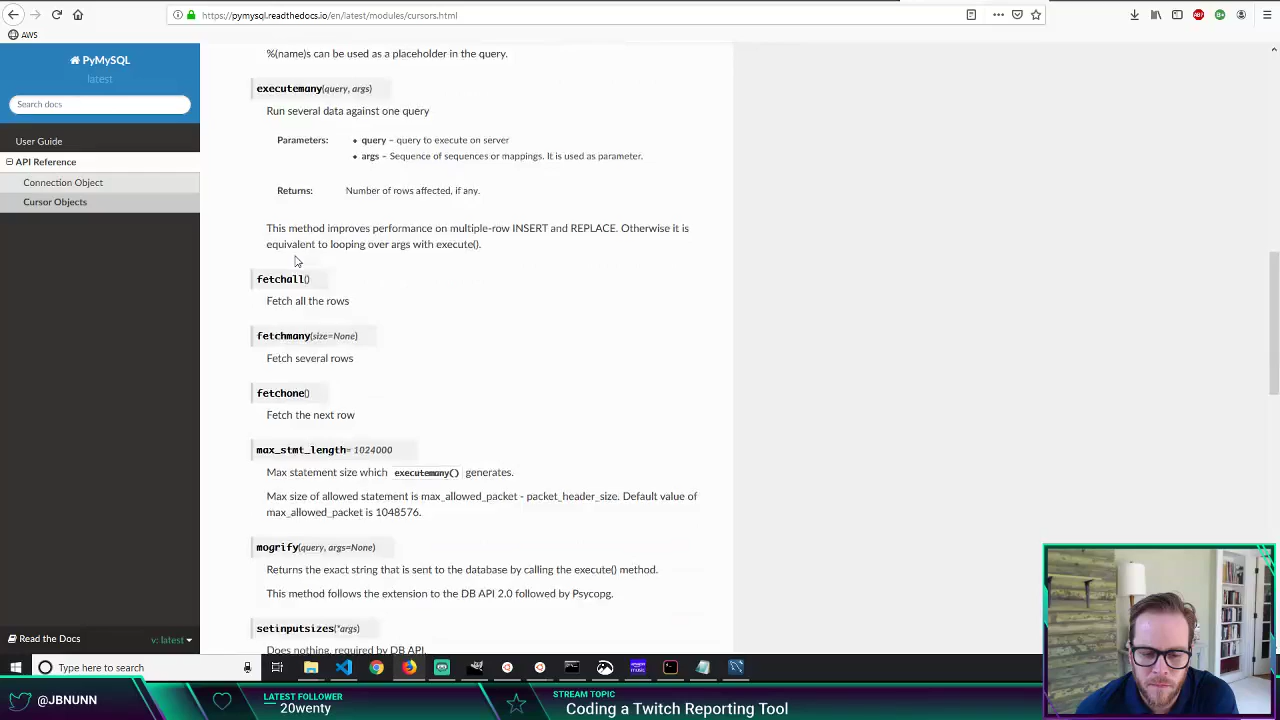 https://pymysql.readthedocs.io/en/latest/modules/cursors.html
AWS
PyMySQL
latest
Search docs
User Guide
API Reference
Connection Object
Cursor Objects
Read the Docs
v: latest
%(name)s can be used as a placeholder in the query.
executemany(query, args)
Run several data against one query
Parameters:
• query – query to execute on server
• args – Sequence of sequences or mappings. It is used as parameter.
Returns: Number of rows affected, if any.
This method improves performance on multiple-row INSERT and REPLACE. Otherwise it is
equivalent to looping over args with execute().
fetchall()
Fetch all the rows
fetchmany(size=None)
Fetch several rows
fetchone()
Fetch the next row
max_stmt_length= 1024000
Max statement size which executemany() generates.
Max size of allowed statement is max_allowed_packet - packet_header_size. Default value of
max_allowed_packet is 1048576.
mogrify(query, args=None)
Returns the exact string that is sent to the database by calling the execute() method.
This method follows the extension to the DB API 2.0 followed by Psycopg.
setinputsizes(*args)
Does nothing, required by DB API.
Type here to search
@JBNUNN
LATEST FOLLOWER
20wenty
STREAM TOPIC
Coding a Twitch Reporting Tool